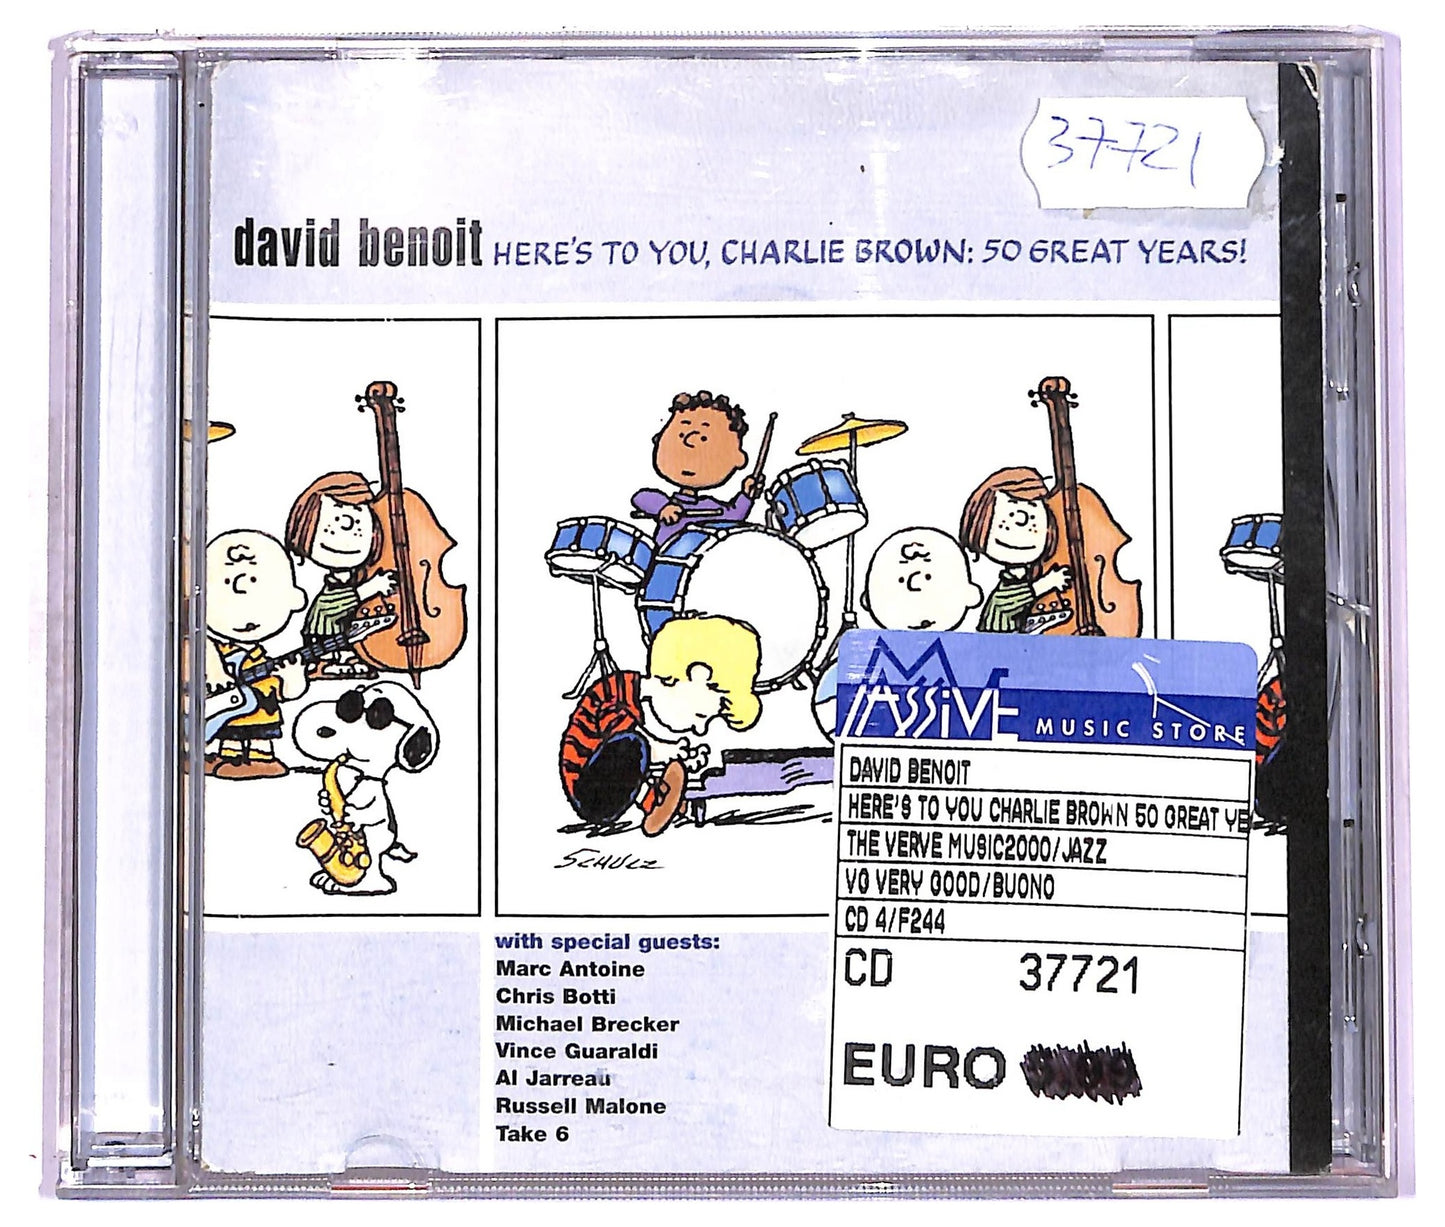 37721
david benoit HERE'S TO YOU, CHARLIE BROWN: 50 GREAT YEARS!
SCHULZ
with special guests:
Marc Antoine
Chris Botti
Michael Brecker
Vince Guaraldi
Al Jarreau
Russell Malone
Take 6
MASSIVE MUSIC STORE
DAVID BENOIT
HERE'S TO YOU CHARLIE BROWN 50 GREAT YE
THE VERVE MUSIC2000/JAZZ
VG VERY GOOD/BUONO
CD 4/F244
CD 37721
EURO